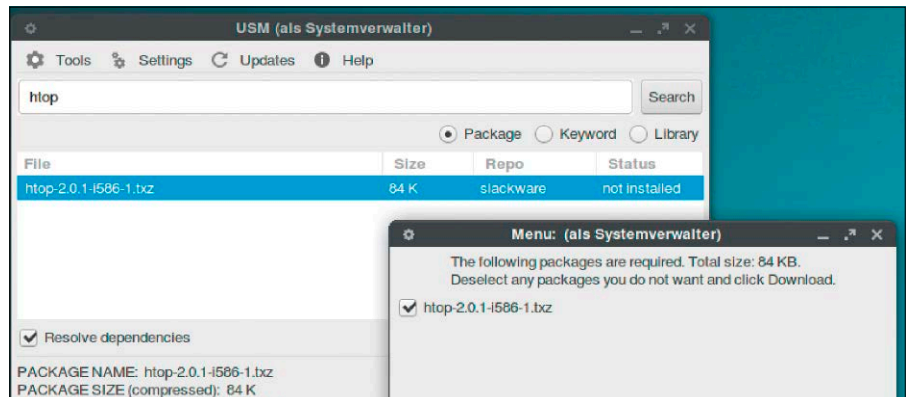 USM (als Systemverwalter)
Tools Settings Updates Help
htop Search
Package Keyword Library
File Size Repo Status
htop-2.0.1-i586-1.txz 84 K slackware not installed
Menu: (als Systemverwalter)
The following packages are required. Total size: 84 KB.
Deselect any packages you do not want and click Download.
htop-2.0.1-i586-1.txz
Resolve dependencies
PACKAGE NAME: htop-2.0.1-i586-1.txz
PACKAGE SIZE (compressed): 84 K